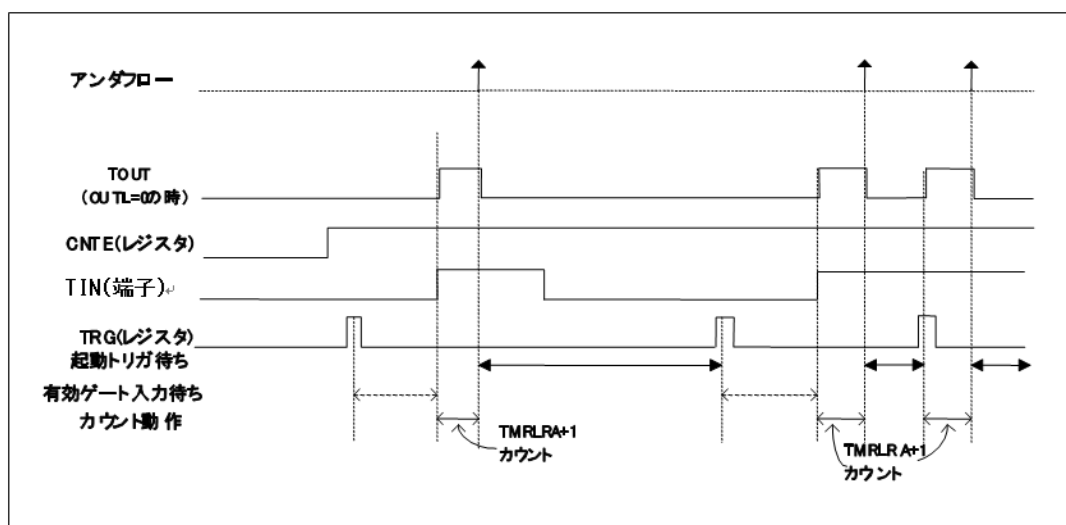 アンダフロー
TOUT
(OUTL=0の時)
CNTE(レジスタ)
TIN(端子)↵
TRG(レジスタ)
起動トリガ待ち
有効ゲート入力待ち
カウント動作
TMRLRA+1
カウント
TMRLRA+1
カウント